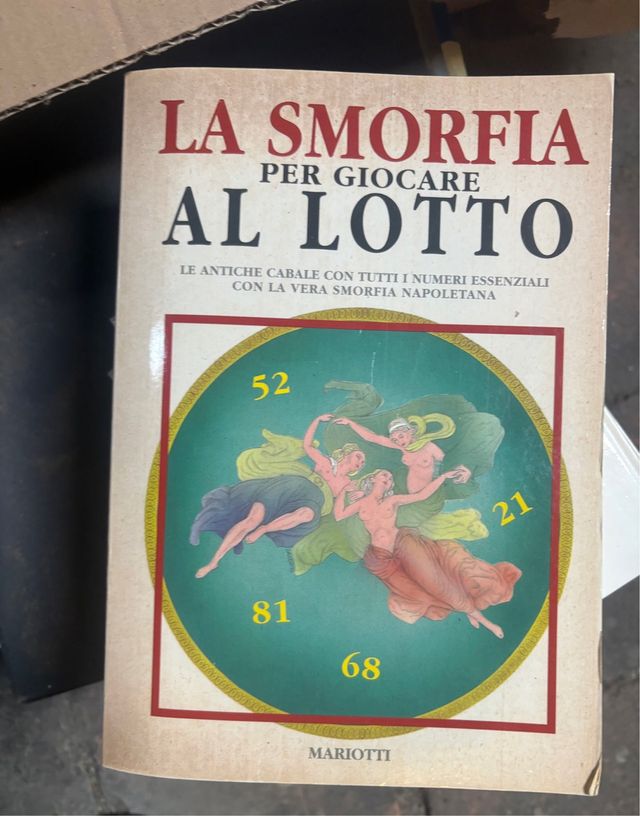 LA SMORFIA
PER GIOCARE
AL LOTTO
LE ANTICHE CABALE CON TUTTI I NUMERI ESSENZIALI
CON LA VERA SMORFIA NAPOLETANA
52
21
81
68
MARIOTTI